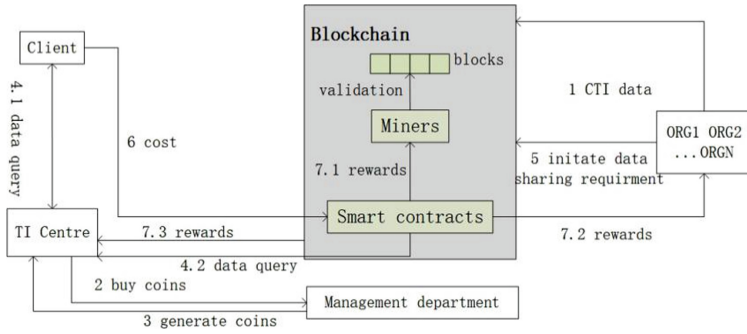 Blockchain
Client
blocks
4.1 data query
validation
1 CTI data
Miners
6 cost
ORG1 ORG2
...ORGN
5 initate data
sharing requirment
7.1 rewards
Smart contracts
TI Centre
7.3 rewards
7.2 rewards
4.2 data query
2 buy coins
Management department
3 generate coins